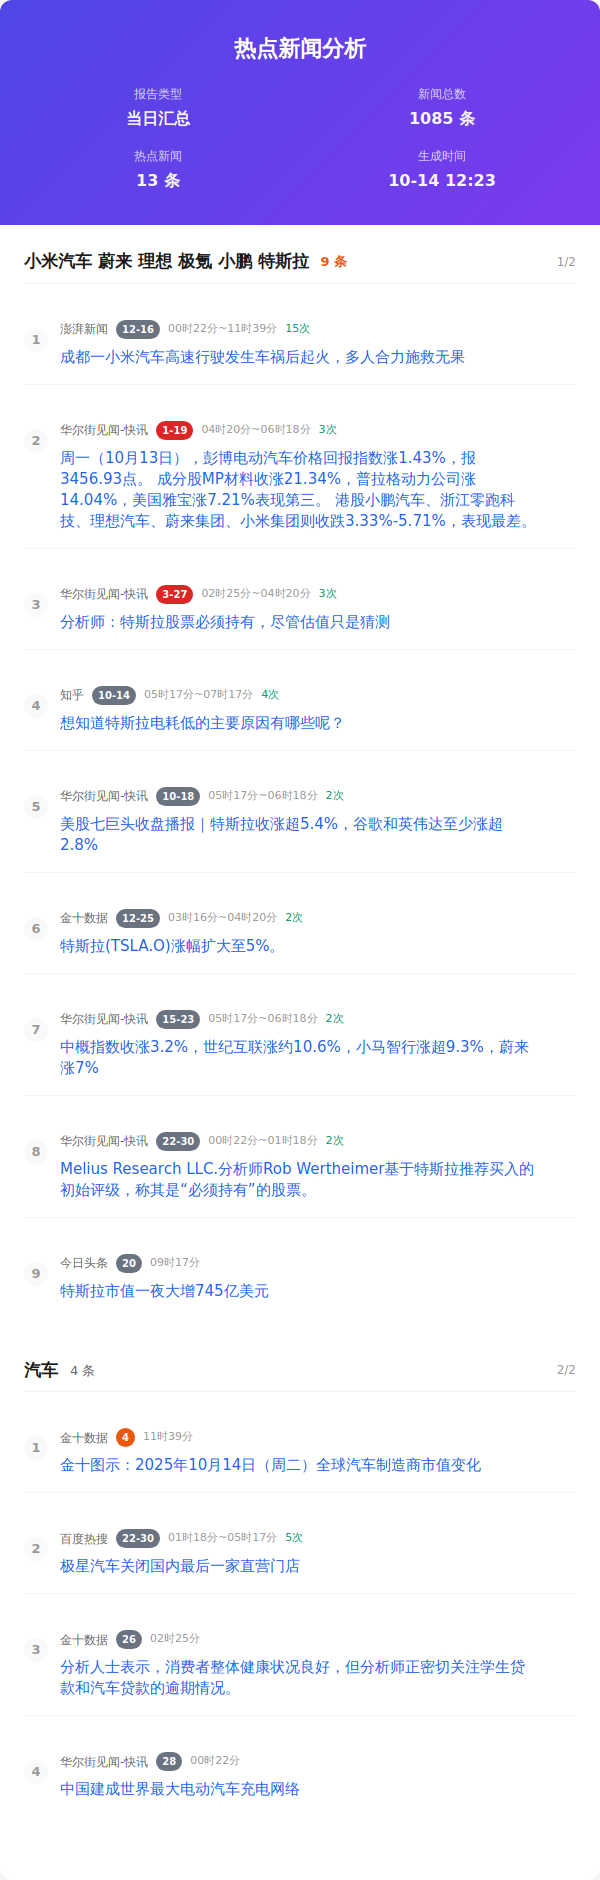 热点新闻分析
报告类型
新闻总数
当日汇总
1085 条
热点新闻
生成时间
13 条
10-14 12:23
小米汽车 蔚来 理想 极氪 小鹏 特斯拉 9 条 1/2
1
澎湃新闻 12-16 00时22分~11时39分 15次
成都一小米汽车高速行驶发生车祸后起火，多人合力施救无果
2
华尔街见闻-快讯 1-19 04时20分~06时18分 3次
周一（10月13日），彭博电动汽车价格回报指数涨1.43%，报
3456.93点。 成分股MP材料收涨21.34%，普拉格动力公司涨
14.04%，美国雅宝涨7.21%表现第三。 港股小鹏汽车、浙江零跑科
技、理想汽车、蔚来集团、小米集团则收跌3.33%-5.71%，表现最差。
3
华尔街见闻-快讯 3-27 02时25分~04时20分 3次
分析师：特斯拉股票必须持有，尽管估值只是猜测
4
知乎 10-14 05时17分~07时17分 4次
想知道特斯拉电耗低的主要原因有哪些呢？
5
华尔街见闻-快讯 10-18 05时17分~06时18分 2次
美股七巨头收盘播报｜特斯拉收涨超5.4%，谷歌和英伟达至少涨超
2.8%
6
金十数据 12-25 03时16分~04时20分 2次
特斯拉(TSLA.O)涨幅扩大至5%。
7
华尔街见闻-快讯 15-23 05时17分~06时18分 2次
中概指数收涨3.2%，世纪互联涨约10.6%，小马智行涨超9.3%，蔚来
涨7%
8
华尔街见闻-快讯 22-30 00时22分~01时18分 2次
Melius Research LLC.分析师Rob Wertheimer基于特斯拉推荐买入的
初始评级，称其是“必须持有”的股票。
9
今日头条 20 09时17分
特斯拉市值一夜大增745亿美元
汽车 4 条 2/2
1
金十数据 4 11时39分
金十图示：2025年10月14日（周二）全球汽车制造商市值变化
2
百度热搜 22-30 01时18分~05时17分 5次
极星汽车关闭国内最后一家直营门店
3
金十数据 26 02时25分
分析人士表示，消费者整体健康状况良好，但分析师正密切关注学生贷
款和汽车贷款的逾期情况。
4
华尔街见闻-快讯 28 00时22分
中国建成世界最大电动汽车充电网络